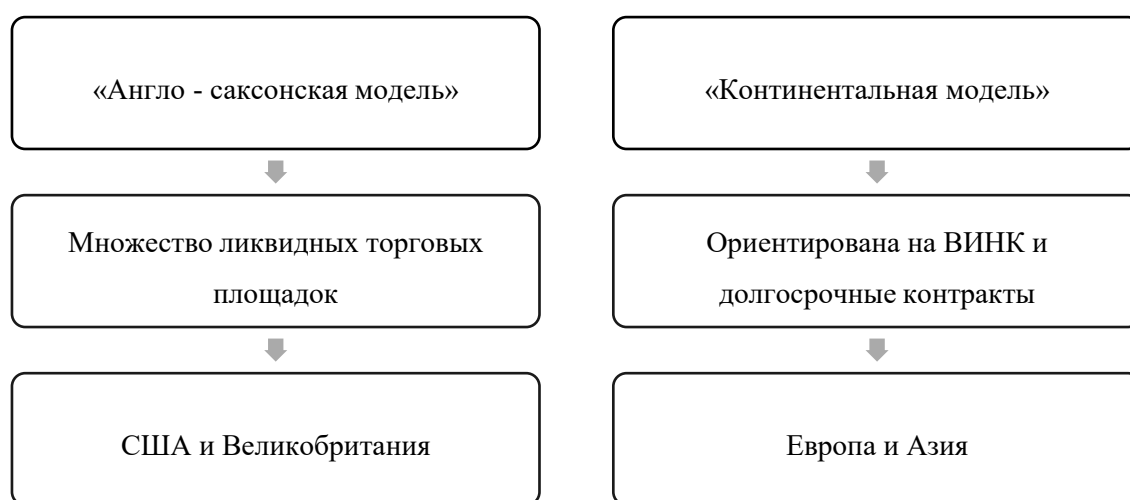 «Англо - саксонская модель»
Множество ликвидных торговых
площадок
США и Великобритания
«Континентальная модель»
Ориентирована на ВИНК и
долгосрочные контракты
Европа и Азия